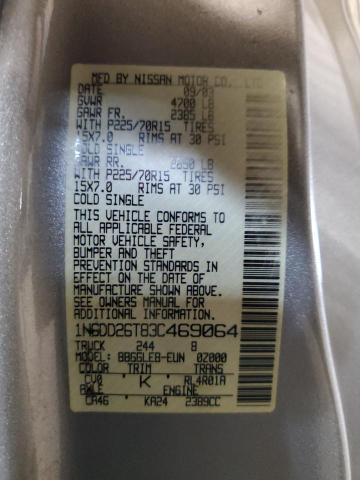 MFD BY NISSAN MOTOR CO., LTD
DATE 09/03
GVWR 4700 LB
GAWR FR. 2385 LB
WITH P225/70R15 TIRES
15X7.0 RIMS AT 30 PSI
COLD SINGLE
GAWR RR. LB
WITH P225/70R15 TIRES
15X7.0 RIMS AT 30 PSI
COLD SINGLE
THIS VEHICLE CONFORMS TO
ALL APPLICABLE FEDERAL
MOTOR VEHICLE SAFETY,
BUMPER AND THEFT
PREVENTION STANDARDS IN
EFFECT ON THE DATE OF
MANUFACTURE SHOWN ABOVE.
SEE OWNERS MANUAL FOR
ADDITIONAL INFORMATION.
1N6DD26T83C469064
TRUCK 244 8
MODEL: BBSGLEB-EUN 0Z000
COLOR TRIM TRANS
CV0 K RL4R01A
AXLE ENGINE
CA46 KA24 2389CC